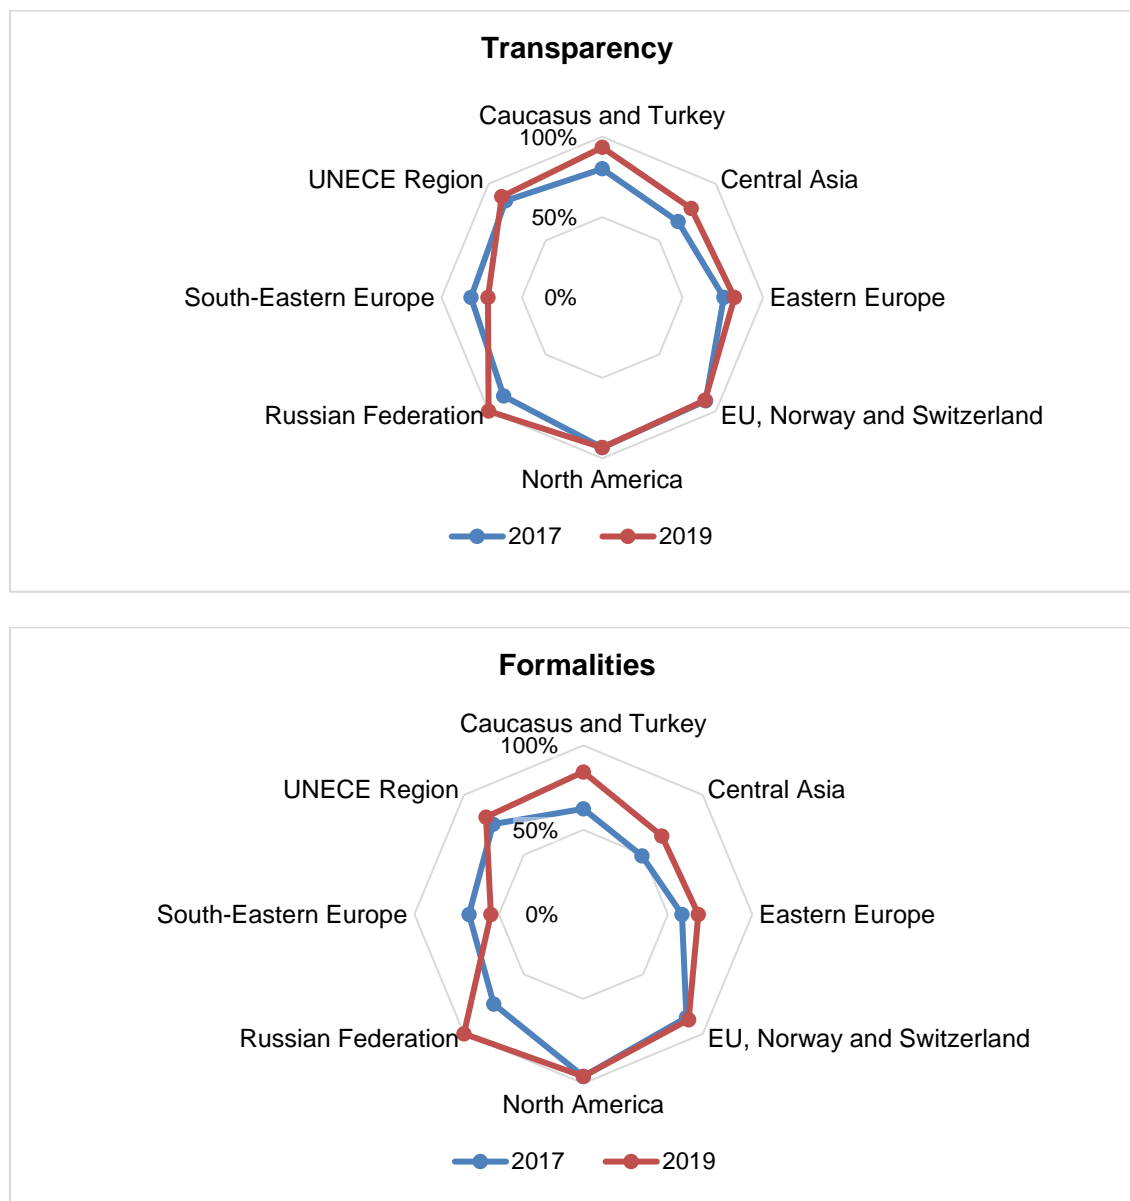 Transparency
Caucasus and Turkey
100%
UNECE Region
Central Asia
50%
South-Eastern Europe
0%
Eastern Europe
Russian Federation
EU, Norway and Switzerland
North America
2017
2019
Formalities
Caucasus and Turkey
100%
UNECE Region
Central Asia
50%
South-Eastern Europe
0%
Eastern Europe
Russian Federation
EU, Norway and Switzerland
North America
2017
2019